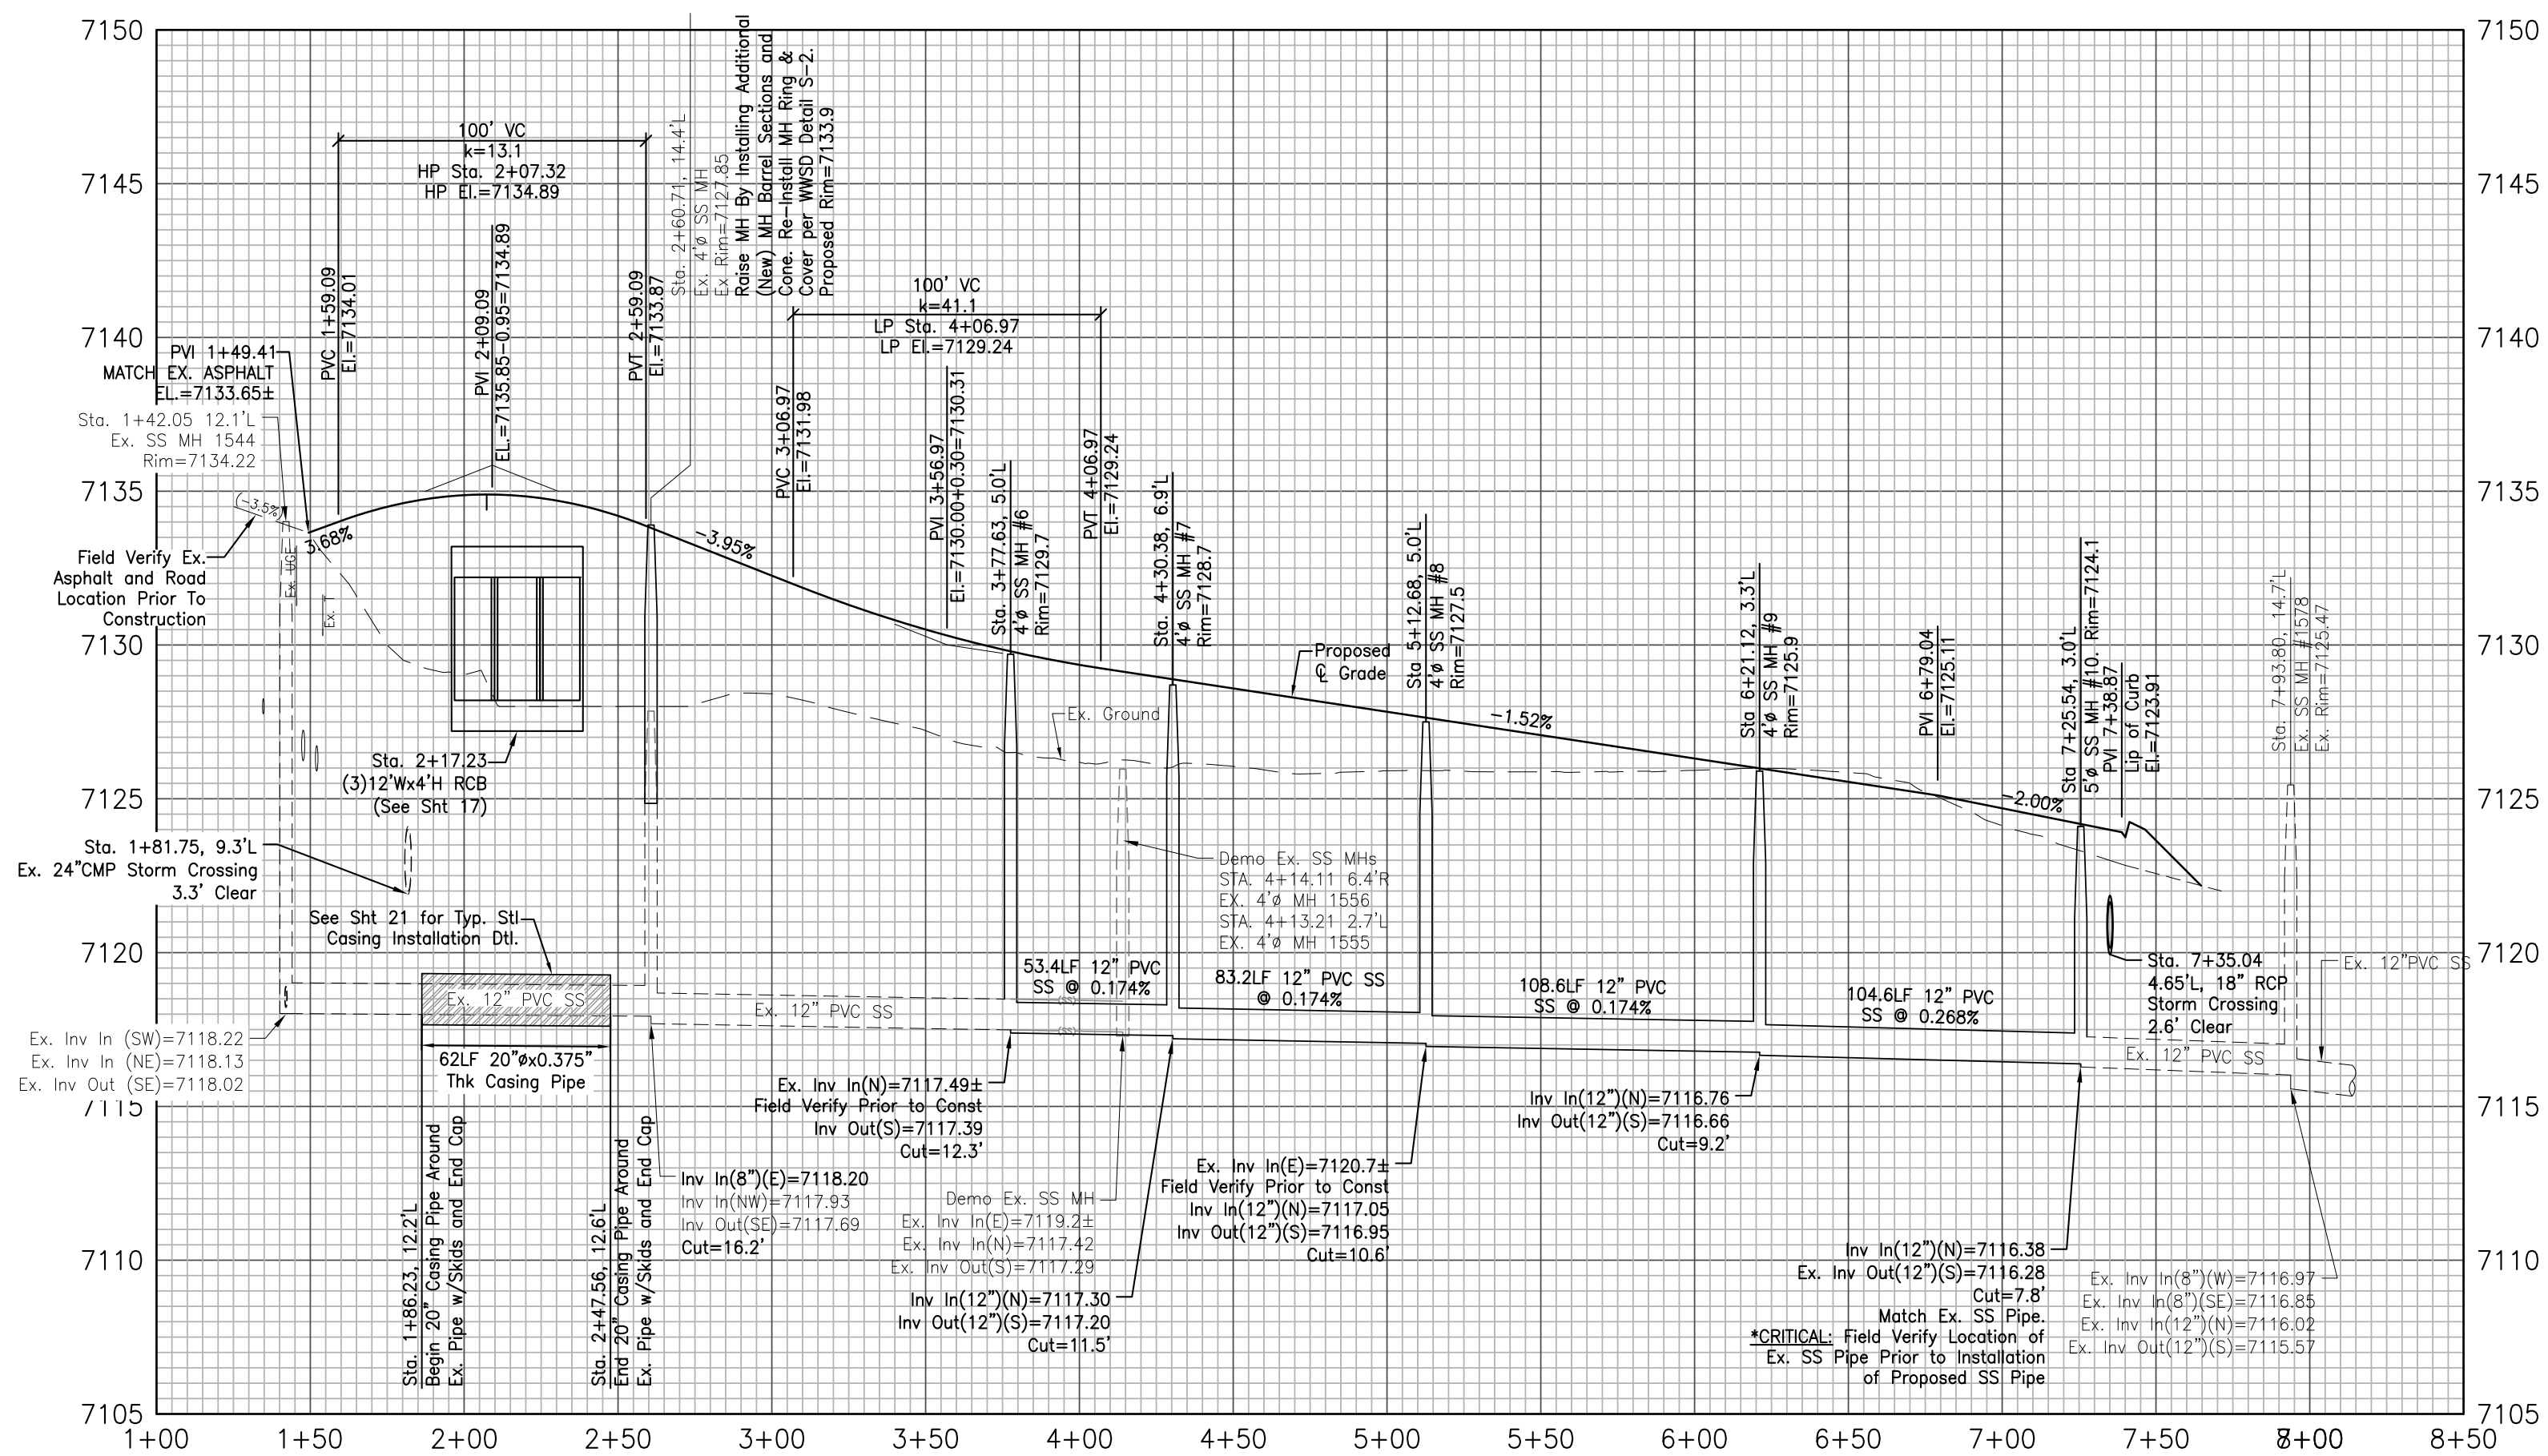 7150
7145
7140
7135
7130
7125
7120
7115
7110
7105
7150
7145
7140
7135
7130
7125
7120
7115
7110
7105
1+00
1+50
2+00
2+50
3+00
3+50
4+00
4+50
5+00
5+50
6+00
6+50
7+00
7+50
8+00
8+50
100' VC
k=13.1
HP Sta. 2+07.32
HP El.=7134.89
PVC 1+59.09
El.=7134.01
PVI 2+09.09
EL.=7135.85-0.95=7134.89
PVT 2+59.09
El.=7133.87
Sta. 2+60.71, 14.4'L
Ex. 4'ø SS MH
Ex Rim=7127.85
Raise MH By Installing Additional
(New) MH Barrel Sections and
Cone. Re-Install MH Ring &
Cover per WWSD Detail S-2.
Proposed Rim=7133.9
100' VC
k=41.1
LP Sta. 4+06.97
LP El.=7129.24
PVC 3+06.97
El.=7131.98
PVI 3+56.97
El.=7130.00+0.30=7130.31
PVT 4+06.97
El.=7129.24
PVI 1+49.41
MATCH EX. ASPHALT
EL.=7133.65±
Sta. 1+42.05 12.1'L
Ex. SS MH 1544
Rim=7134.22
(-3.5%)
3.68%
-3.95%
-1.52%
-2.00%
Field Verify Ex.
Asphalt and Road
Location Prior To
Construction
Ex. UGE
Ex. T
Sta. 2+17.23
(3)12'Wx4'H RCB
(See Sht 17)
Sta. 1+81.75, 9.3'L
Ex. 24"CMP Storm Crossing
3.3' Clear
See Sht 21 for Typ. Stl
Casing Installation Dtl.
Ex. 12" PVC SS
62LF 20"øx0.375"
Thk Casing Pipe
Ex. Inv In (SW)=7118.22
Ex. Inv In (NE)=7118.13
Ex. Inv Out (SE)=7118.02
Sta. 1+86.23, 12.2'L
Begin 20" Casing Pipe Around
Ex. Pipe w/Skids and End Cap
Sta. 2+47.56, 12.6'L
End 20" Casing Pipe Around
Ex. Pipe w/Skids and End Cap
Inv In(8")(E)=7118.20
Inv In(NW)=7117.93
Inv Out(SE)=7117.69
Cut=16.2'
Ex. 12" PVC SS
Sta. 3+77.63, 5.0'L
4'ø SS MH #6
Rim=7129.7
Sta. 4+30.38, 6.9'L
4'ø SS MH #7
Rim=7128.7
Sta 5+12.68, 5.0'L
4'ø SS MH #8
Rim=7127.5
Sta 6+21.12, 3.3'L
4'ø SS MH #9
Rim=7125.9
PVI 6+79.04
El.=7125.11
Sta 7+25.54, 3.0'L
5'ø SS MH #10. Rim=7124.1
PVI 7+38.87
Lip of Curb
El.=7123.91
Sta. 7+93.80, 14.7'L
Ex. SS MH #1578
Ex. Rim=7125.47
Ex. Ground
Proposed
℄ Grade
Demo Ex. SS MHs
STA. 4+14.11 6.4'R
EX. 4'ø MH 1556
STA. 4+13.21 2.7'L
EX. 4'ø MH 1555
53.4LF 12" PVC
SS @ 0.174%
(SS)
(SS)
83.2LF 12" PVC SS
@ 0.174%
108.6LF 12" PVC
SS @ 0.174%
104.6LF 12" PVC
SS @ 0.268%
Sta. 7+35.04
4.65'L, 18" RCP
Storm Crossing
2.6' Clear
Ex. 12"PVC SS
Ex. 12" PVC SS
Ex. Inv In(N)=7117.49±
Field Verify Prior to Const
Inv Out(S)=7117.39
Cut=12.3'
Demo Ex. SS MH
Ex. Inv In(E)=7119.2±
Ex. Inv In(N)=7117.42
Ex. Inv Out(S)=7117.29
Inv In(12")(N)=7117.30
Inv Out(12")(S)=7117.20
Cut=11.5'
Ex. Inv In(E)=7120.7±
Field Verify Prior to Const
Inv In(12")(N)=7117.05
Inv Out(12")(S)=7116.95
Cut=10.6'
Inv In(12")(N)=7116.76
Inv Out(12")(S)=7116.66
Cut=9.2'
Inv In(12")(N)=7116.38
Ex. Inv Out(12")(S)=7116.28
Cut=7.8'
Match Ex. SS Pipe.
*CRITICAL: Field Verify Location of
Ex. SS Pipe Prior to Installation
of Proposed SS Pipe
Ex. Inv In(8")(W)=7116.97
Ex. Inv In(8")(SE)=7116.85
Ex. Inv In(12")(N)=7116.02
Ex. Inv Out(12")(S)=7115.57